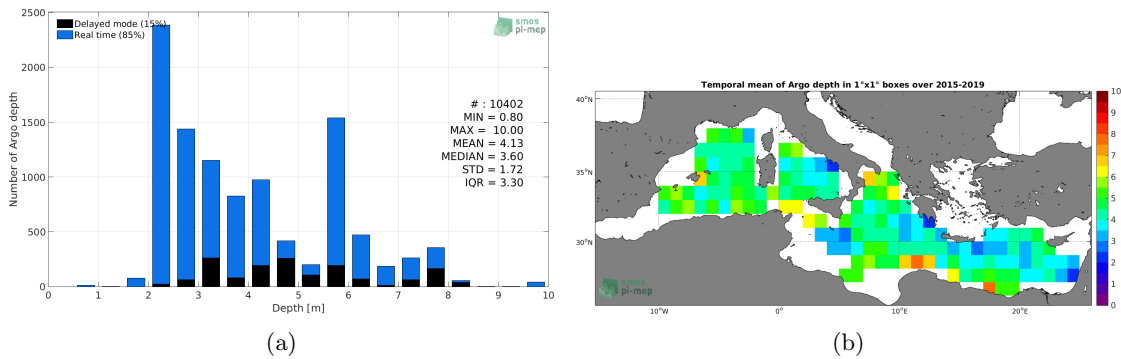 2500
2000
1500
1000
500
0
Number of Argo depth
Delayed mode (15%)
Real time (85%)
smos
pi-mep
# : 10402
MIN = 0.80
MAX = 10.00
MEAN = 4.13
MEDIAN = 3.60
STD = 1.72
IQR = 3.30
0 1 2 3 4 5 6 7 8 9 10
Depth [m]
(a)
Temporal mean of Argo depth in 1°x1° boxes over 2015-2019
40°N
35°N
30°N
10°W 0°E 10°E 20°E
smos
pi-mep
10
9
8
7
6
5
4
3
2
1
0
(b)